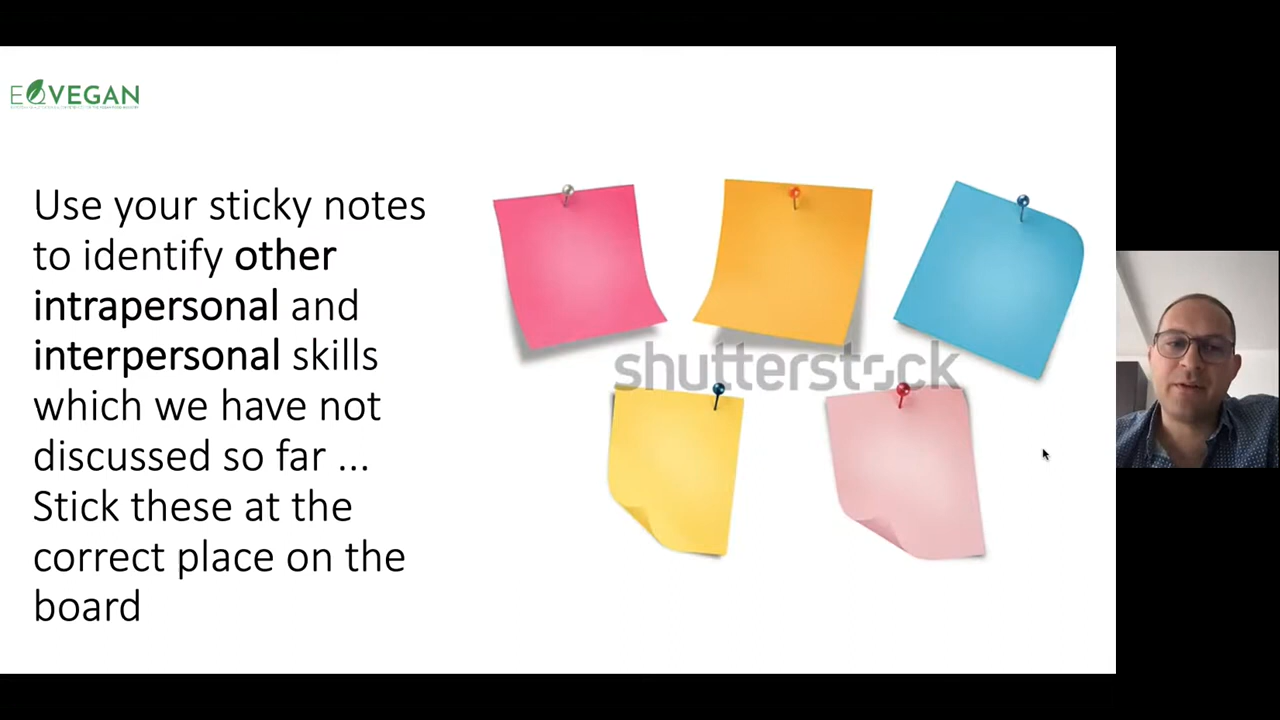 EQVEGAN
Use your sticky notes
to identify other
intrapersonal and
interpersonal skills
which we have not
discussed so far ...
Stick these at the
correct place on the
board
shutterstock